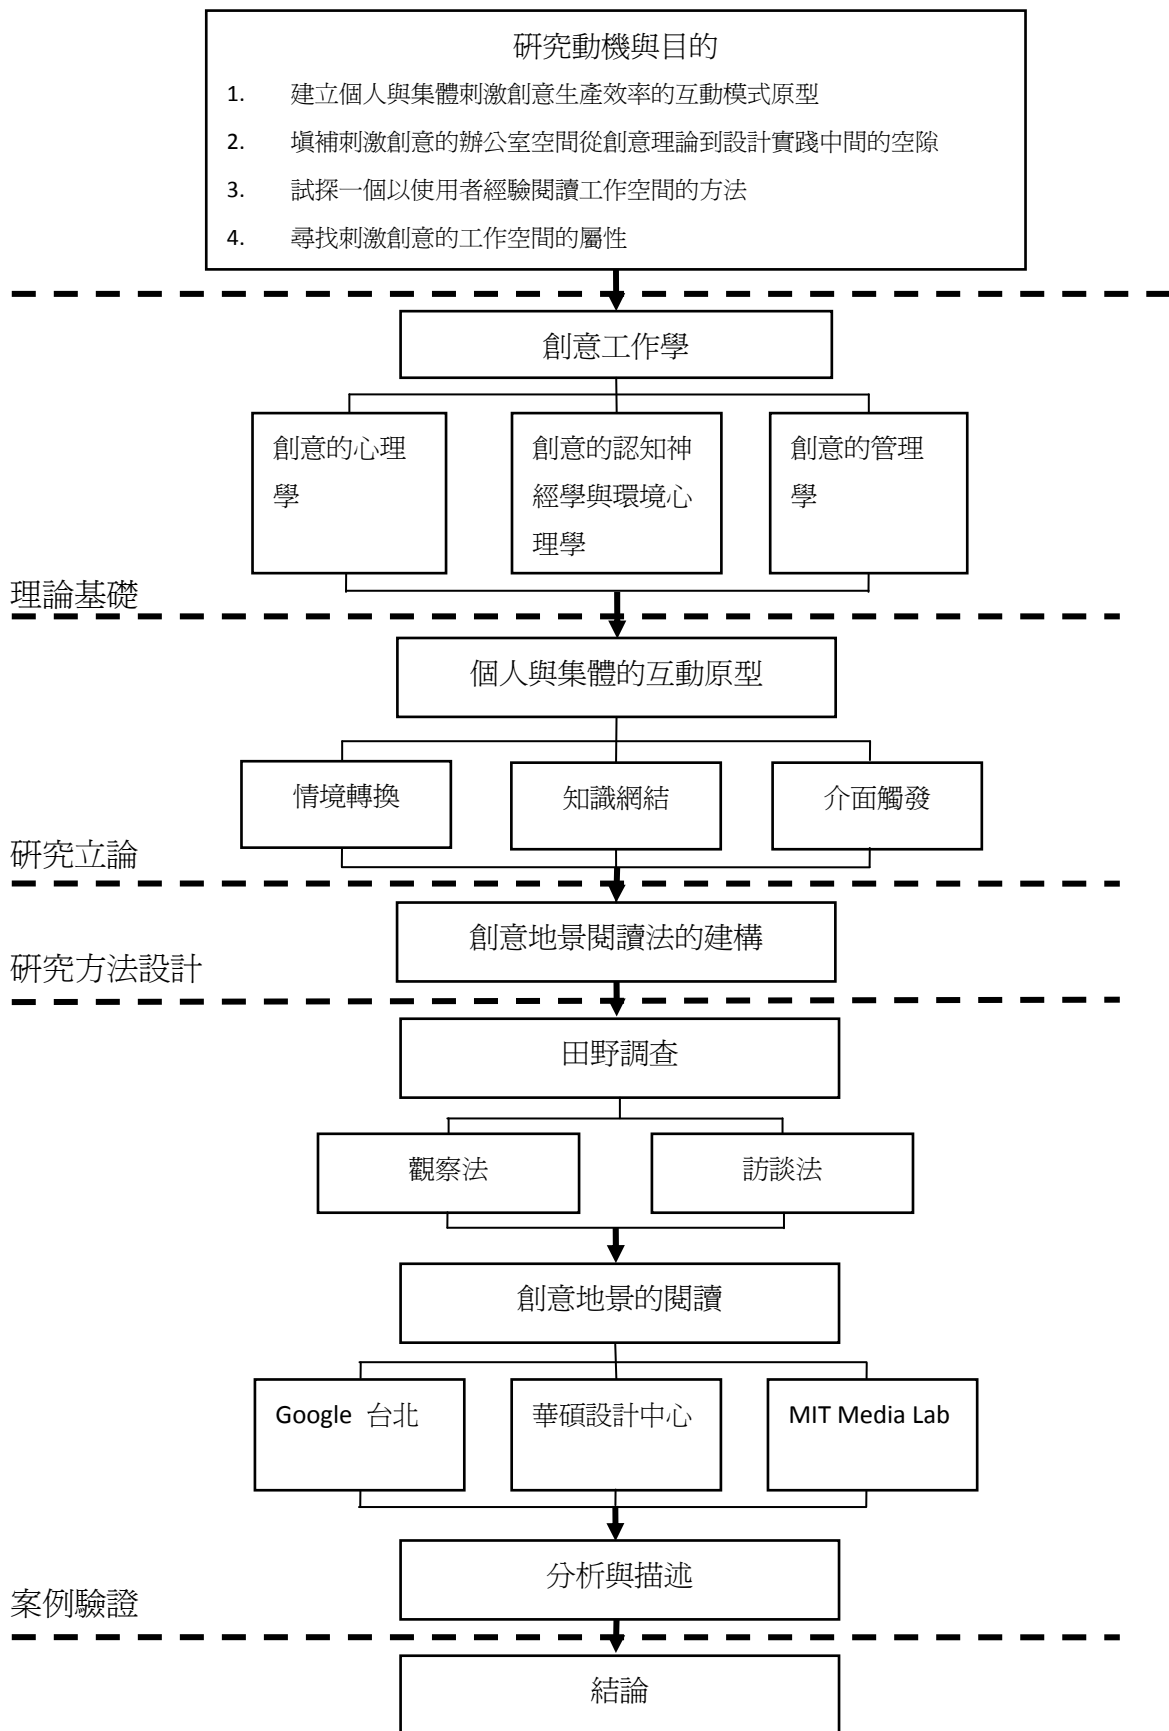 研究動機與目的
1. 建立個人與集體刺激創意生產效率的互動模式原型
2. 填補刺激創意的辦公室空間從創意理論到設計實踐中間的空隙
3. 試探一個以使用者經驗閱讀工作空間的方法
4. 尋找刺激創意的工作空間的屬性
創意工作學
創意的心理
學
創意的認知神
經學與環境心
理學
創意的管理
學
理論基礎
個人與集體的互動原型
情境轉換
知識網結
介面觸發
研究立論
創意地景閱讀法的建構
研究方法設計
田野調查
觀察法
訪談法
創意地景的閱讀
Google 台北
華碩設計中心
MIT Media Lab
分析與描述
案例驗證
結論